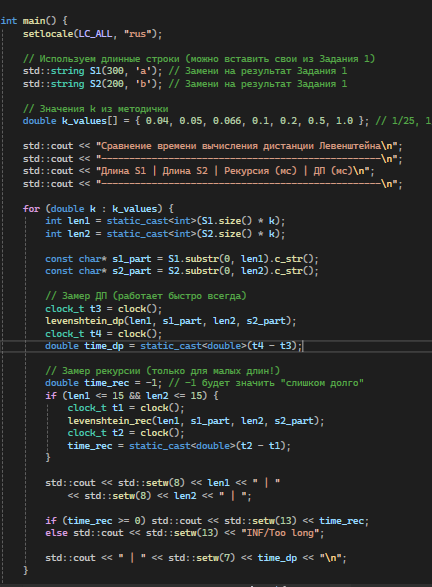 int main() {
setlocale(LC_ALL, "rus");
// Используем длинные строки (можно вставить свои из Задания 1)
std::string S1(300, 'a'); // Замени на результат Задания 1
std::string S2(200, 'b'); // Замени на результат Задания 1
// Значения k из методички
double k_values[] = { 0.04, 0.05, 0.066, 0.1, 0.2, 0.5, 1.0 }; // 1/25, 1
std::cout << "Сравнение времени вычисления дистанции Левенштейна\n";
std::cout << "--------------------------------------------------\n";
std::cout << "Длина S1 | Длина S2 | Рекурсия (мс) | ДП (мс)\n";
std::cout << "--------------------------------------------------\n";
for (double k : k_values) {
int len1 = static_cast<int>(S1.size() * k);
int len2 = static_cast<int>(S2.size() * k);
const char* s1_part = S1.substr(0, len1).c_str();
const char* s2_part = S2.substr(0, len2).c_str();
// Замер ДП (работает быстро всегда)
clock_t t3 = clock();
levenshtein_dp(len1, s1_part, len2, s2_part);
clock_t t4 = clock();
double time_dp = static_cast<double>(t4 - t3);
// Замер рекурсии (только для малых длин!)
double time_rec = -1; // -1 будет значить "слишком долго"
if (len1 <= 15 && len2 <= 15) {
clock_t t1 = clock();
levenshtein_rec(len1, s1_part, len2, s2_part);
clock_t t2 = clock();
time_rec = static_cast<double>(t2 - t1);
}
std::cout << std::setw(8) << len1 << " | "
<< std::setw(8) << len2 << " | ";
if (time_rec >= 0) std::cout << std::setw(13) << time_rec;
else std::cout << std::setw(13) << "INF/Too long";
std::cout << " | " << std::setw(7) << time_dp << "\n";
}